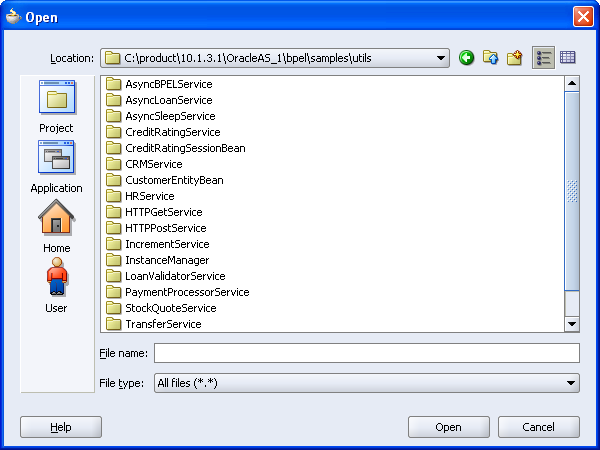 Open
Location: C:\product\10.1.3.1\OracleAS_1\bpel\samples\utils
Project
Application
Home
User
AsyncBPELService
AsyncLoanService
AsyncSleepService
CreditRatingService
CreditRatingSessionBean
CRMService
CustomerEntityBean
HRService
HTTPGetService
HTTPPostService
IncrementService
InstanceManager
LoanValidatorService
PaymentProcessorService
StockQuoteService
TransferService
File name:
File type: All files (*.*)
Help Open Cancel